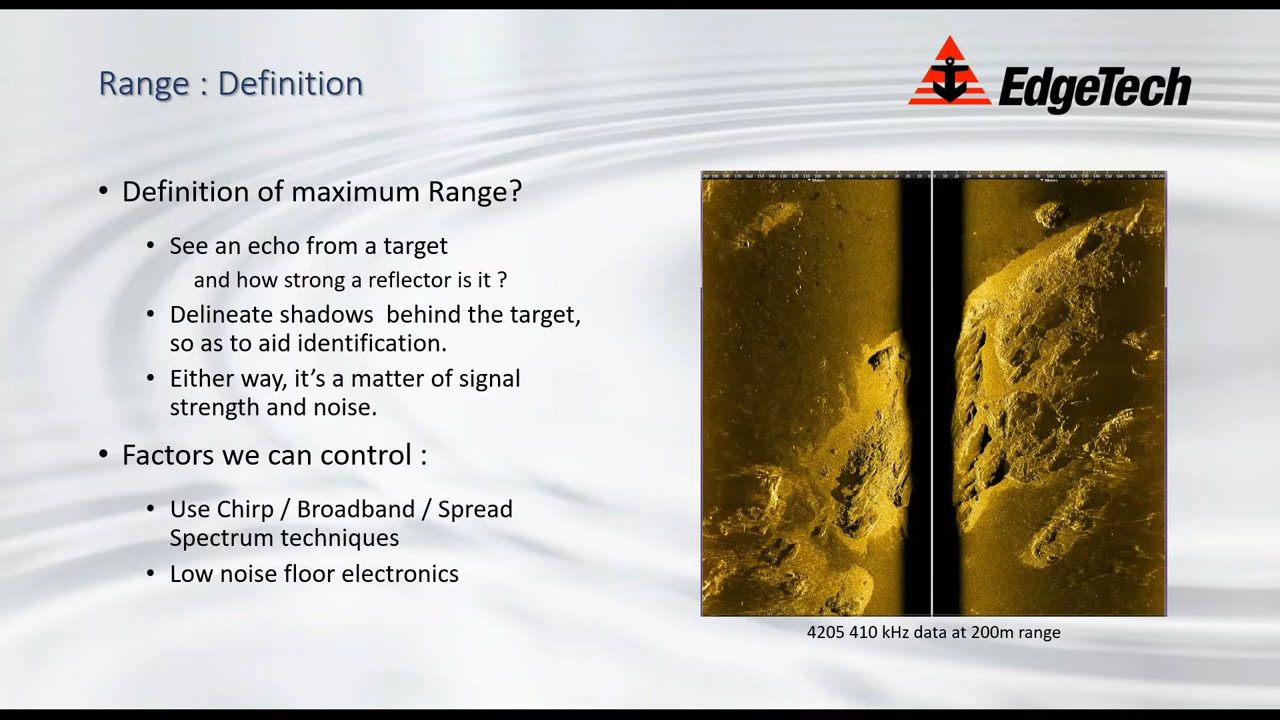 Range : Definition
EdgeTech
• Definition of maximum Range?
• See an echo from a target
and how strong a reflector is it ?
• Delineate shadows behind the target,
so as to aid identification.
• Either way, it’s a matter of signal
strength and noise.
• Factors we can control :
• Use Chirp / Broadband / Spread
Spectrum techniques
• Low noise floor electronics
4205 410 kHz data at 200m range